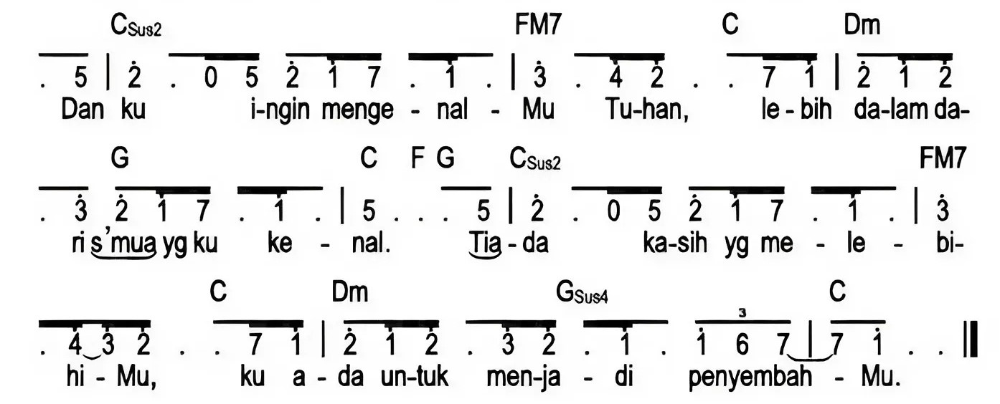 CSus2 FM7 C Dm
. 5 | 2̇ . 0 5 2̇ 1̇ 7 . 1̇ . | 3̇ . 4̇ 2̇ . . 7 1̇ | 2̇ 1̇ 2̇
Dan ku i-ngin menge - nal - Mu Tu-han, le - bih da-lam da-
G C F G CSus2 FM7
. 3̇ 2̇ 1̇ 7 . 1̇ . | 5 . . . 5 | 2̇ . 0 5 2̇ 1̇ 7 . 1̇ . | 3̇
ri s'mua yg ku ke - nal. Tia - da ka-sih yg me - le - bi-
C Dm GSus4 C
3
. 4̇ 3̇ 2̇ . . 7 1̇ | 2̇ 1̇ 2̇ . 3̇ 2̇ . 1̇ . 1̇ 6 7 | 7 1̇ . . ||
hi - Mu, ku a - da un-tuk men-ja - di penyembah - Mu.